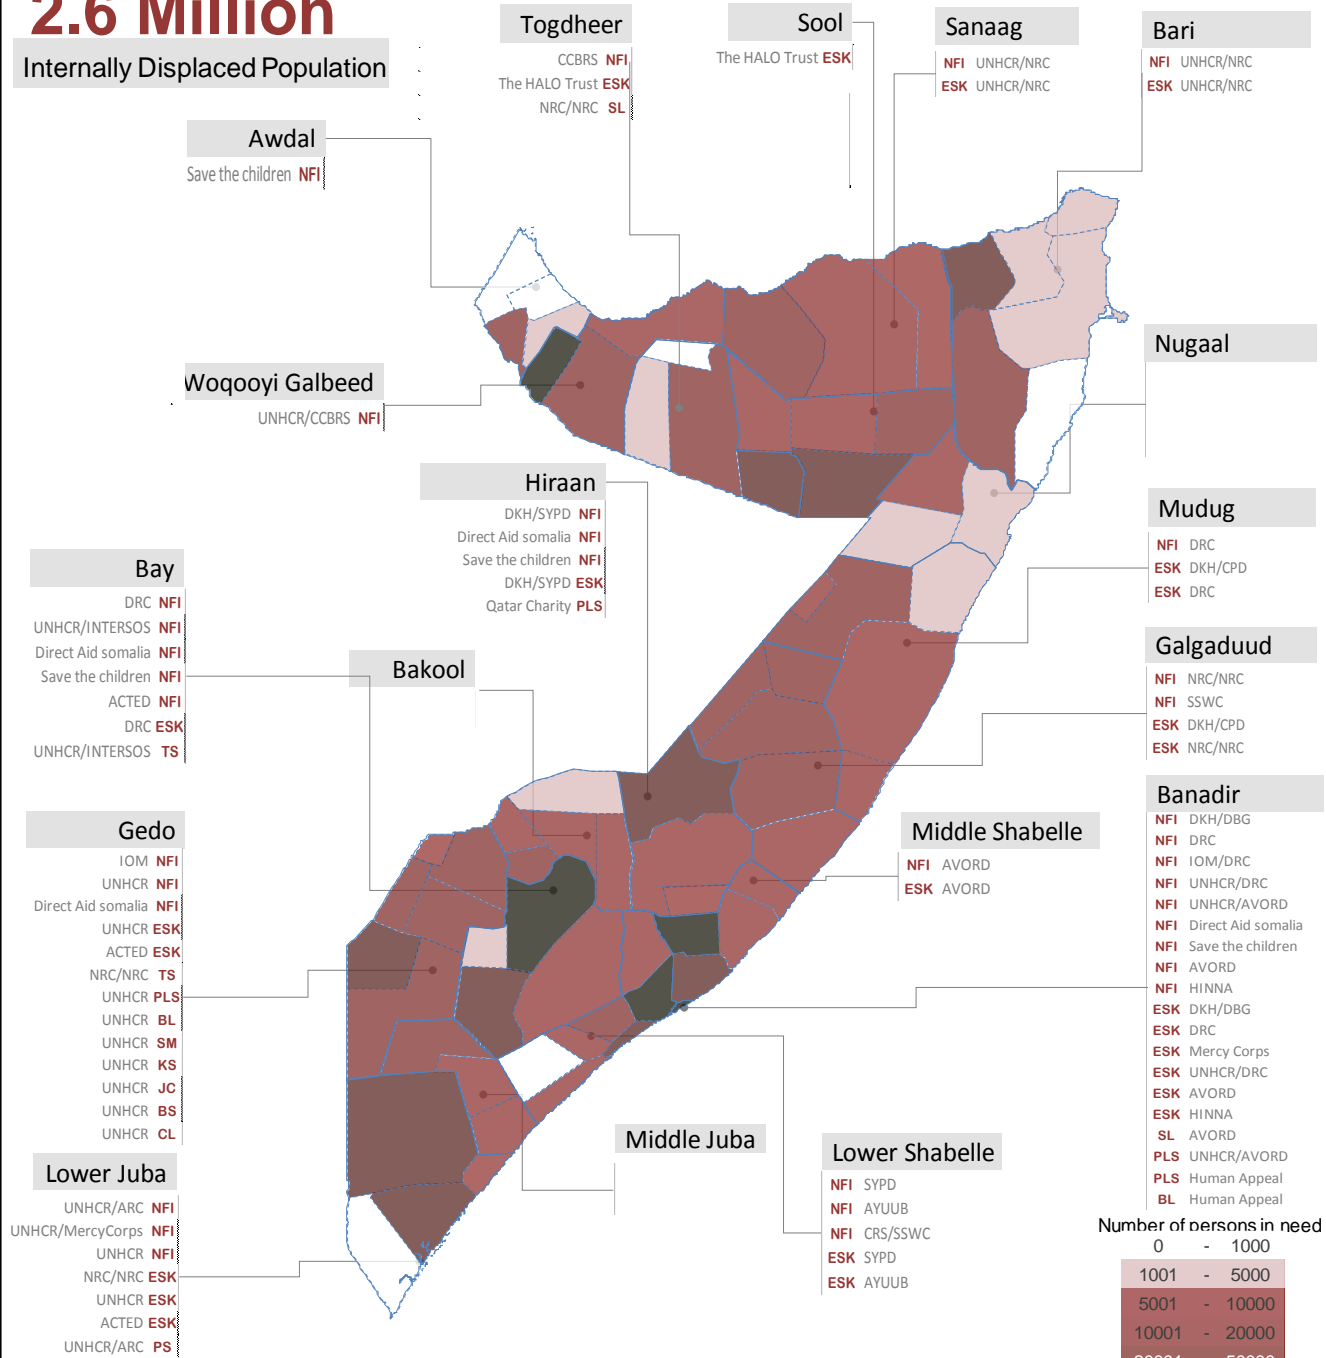 2.6 Million
Internally Displaced Population
Togdheer
CCBRS NFI
The HALO Trust ESK
NRC/NRC SL
Sool
The HALO Trust ESK
Sanaag
NFI UNHCR/NRC
ESK UNHCR/NRC
Bari
NFI UNHCR/NRC
ESK UNHCR/NRC
Awdal
Save the children NFI
Woqooyi Galbeed
UNHCR/CCBRS NFI
Nugaal
Hiraan
DKH/SYPD NFI
Direct Aid somalia NFI
Save the children NFI
DKH/SYPD ESK
Qatar Charity PLS
Mudug
NFI DRC
ESK DKH/CPD
ESK DRC
Bay
DRC NFI
UNHCR/INTERSOS NFI
Direct Aid somalia NFI
Save the children NFI
ACTED NFI
DRC ESK
UNHCR/INTERSOS TS
Bakool
Galgaduud
NFI NRC/NRC
NFI SSWC
ESK DKH/CPD
ESK NRC/NRC
Gedo
IOM NFI
UNHCR NFI
Direct Aid somalia NFI
UNHCR ESK
ACTED ESK
NRC/NRC TS
UNHCR PLS
UNHCR BL
UNHCR SM
UNHCR KS
UNHCR JC
UNHCR BS
UNHCR CL
Middle Shabelle
NFI AVORD
ESK AVORD
Banadir
NFI DKH/DBG
NFI DRC
NFI IOM/DRC
NFI UNHCR/DRC
NFI UNHCR/AVORD
NFI Direct Aid somalia
NFI Save the children
NFI AVORD
NFI HINNA
ESK DKH/DBG
ESK DRC
ESK Mercy Corps
ESK UNHCR/DRC
ESK AVORD
ESK HINNA
SL AVORD
PLS UNHCR/AVORD
PLS Human Appeal
BL Human Appeal
Lower Juba
UNHCR/ARC NFI
UNHCR/MercyCorps NFI
UNHCR NFI
NRC/NRC ESK
UNHCR ESK
ACTED ESK
UNHCR/ARC PS
Middle Juba
Lower Shabelle
NFI SYPD
NFI AYUUB
NFI CRS/SSWC
ESK SYPD
ESK AYUUB
Number of persons in need
0 - 1000
1001 - 5000
5001 - 10000
10001 - 20000